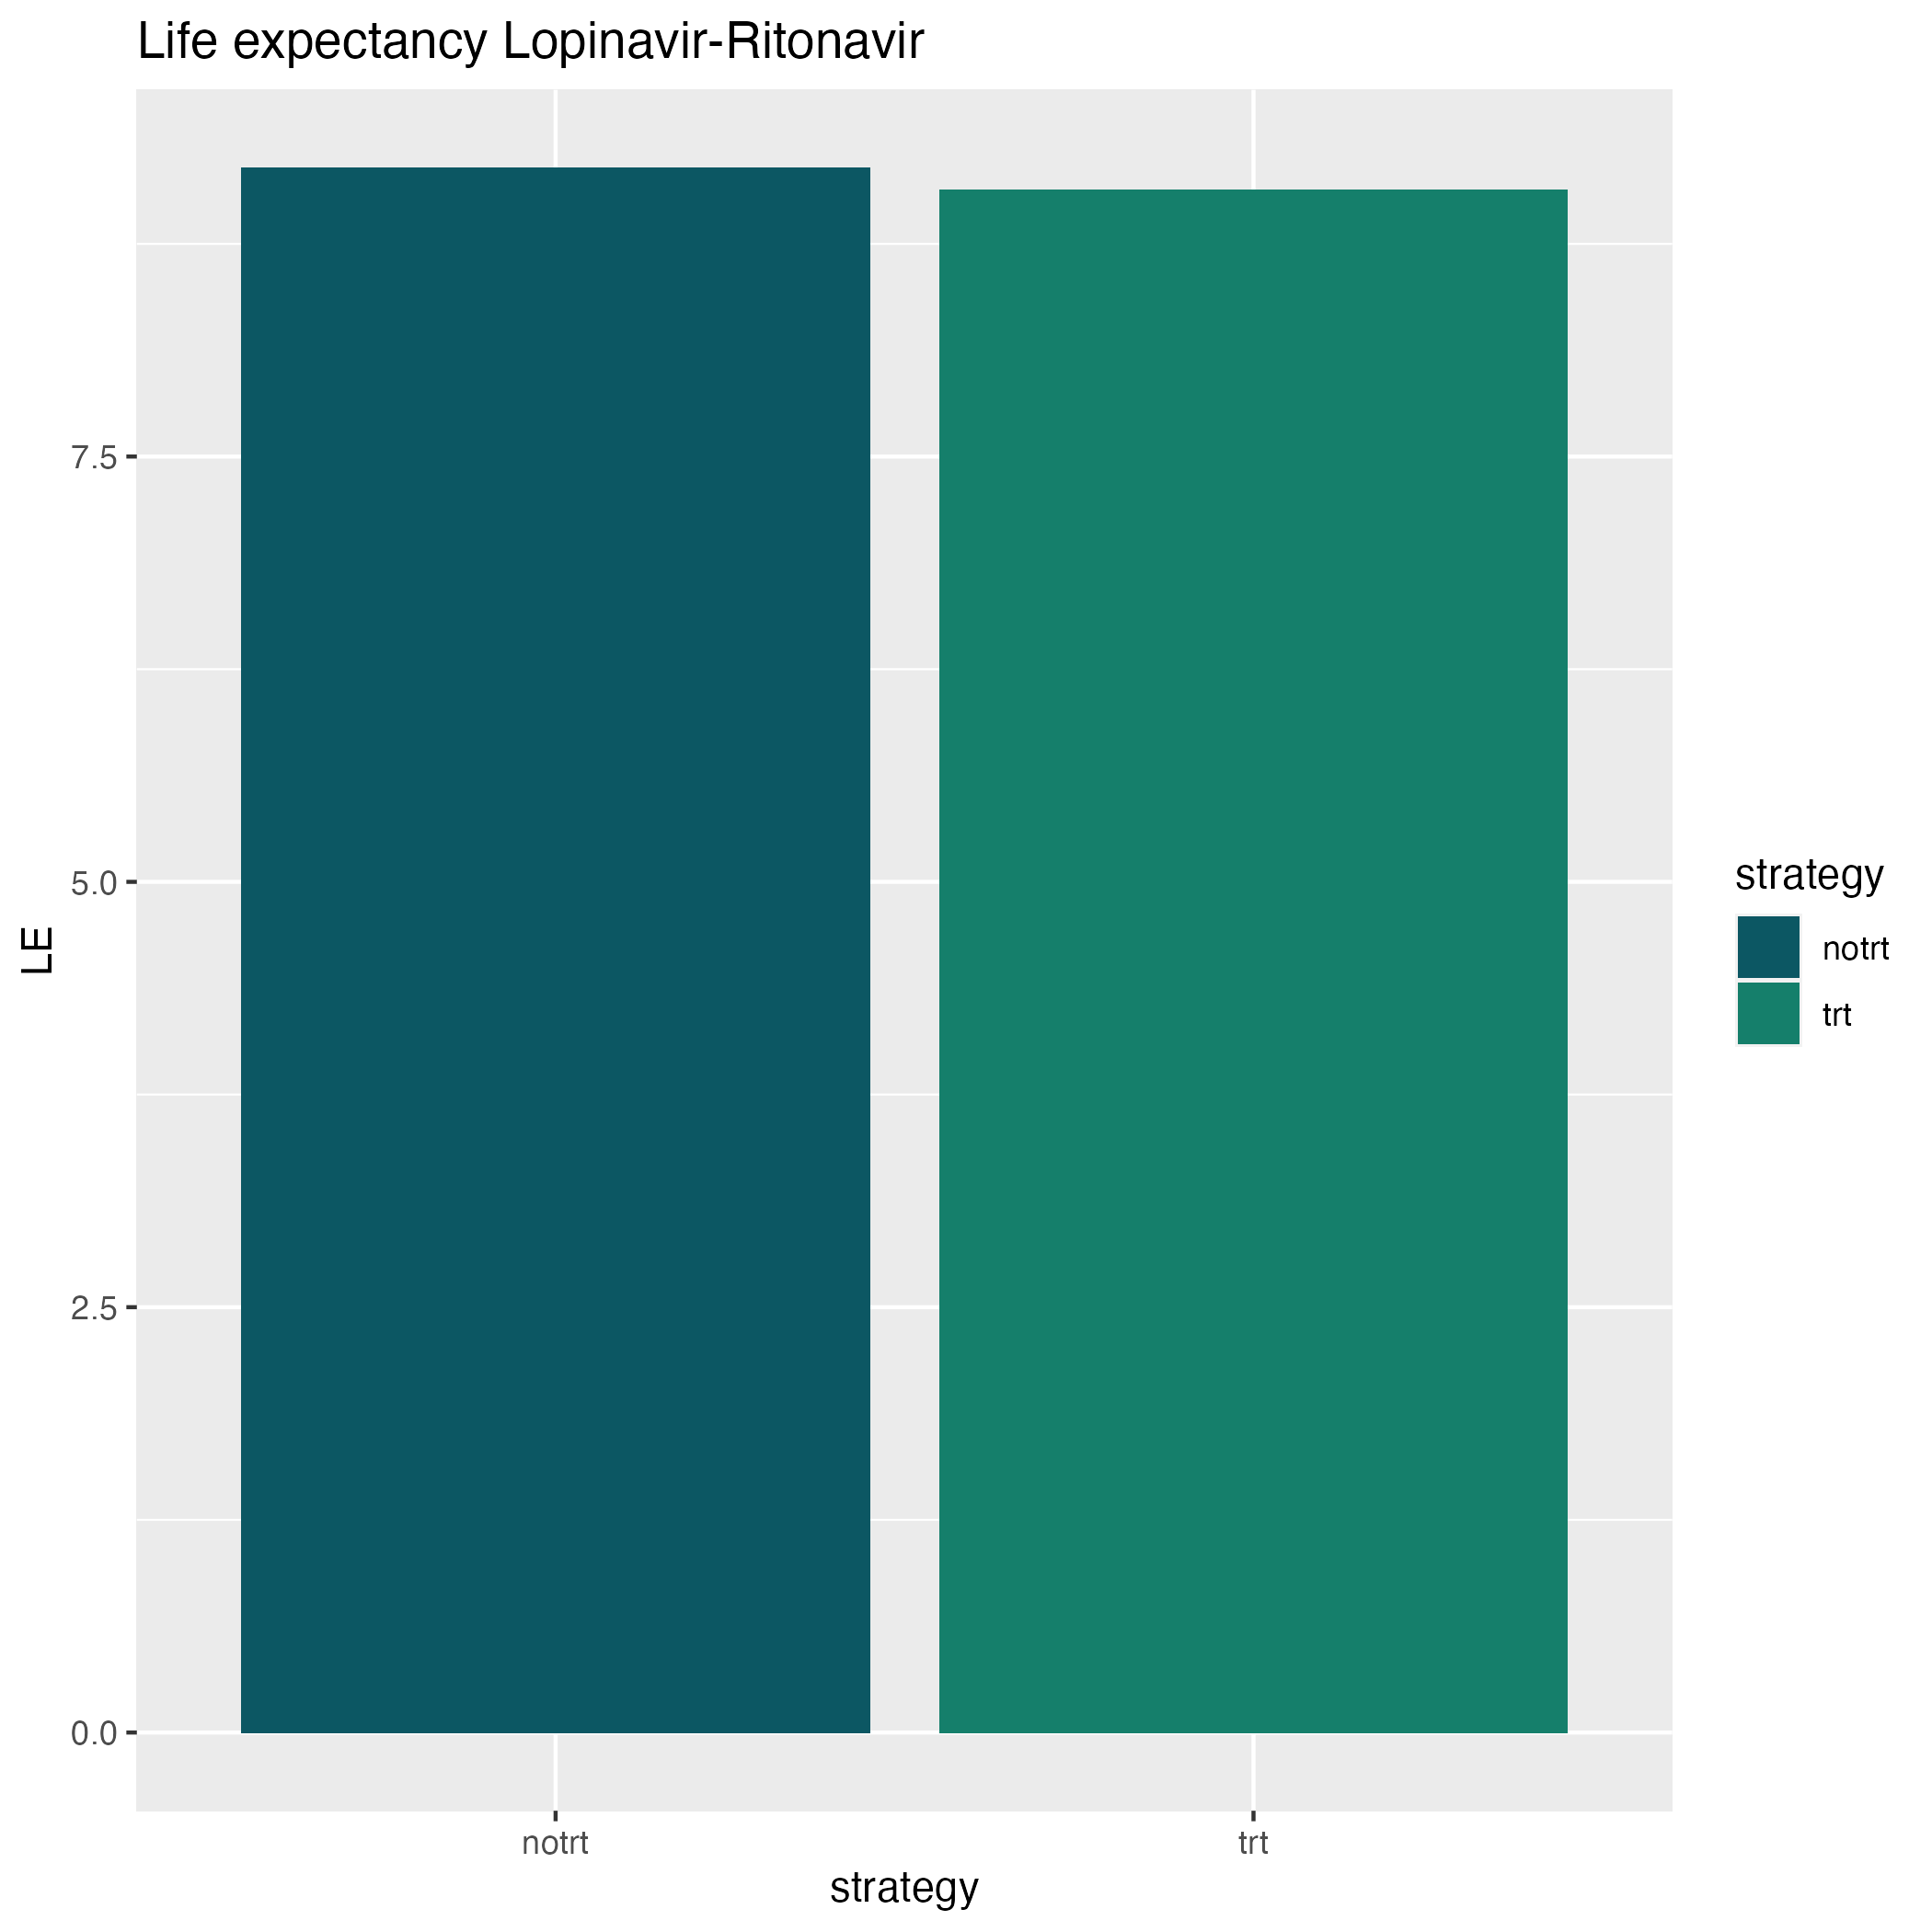 Life expectancy Lopinavir-Ritonavir
LE
7.5
5.0
2.5
0.0
notrt
trt
strategy
strategy
notrt
trt